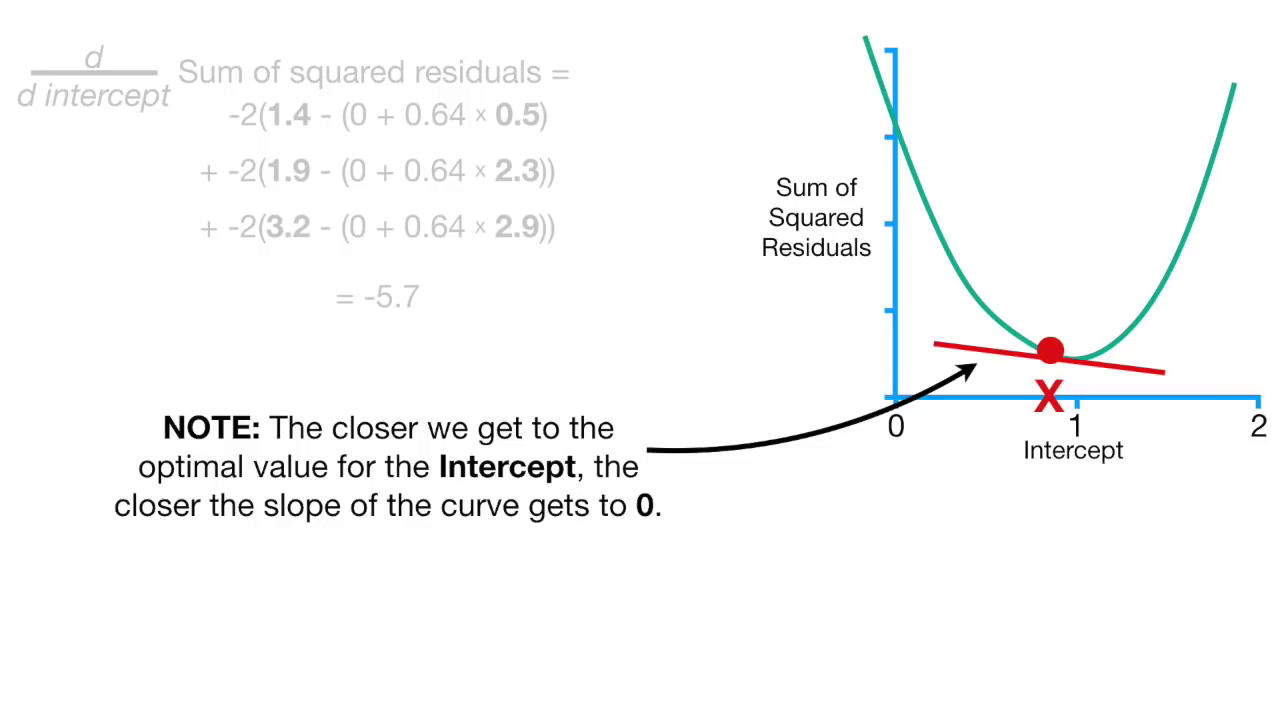 d
d intercept
Sum of squared residuals =
-2(1.4 - (0 + 0.64 × 0.5)
+ -2(1.9 - (0 + 0.64 × 2.3))
+ -2(3.2 - (0 + 0.64 × 2.9))
= -5.7
NOTE: The closer we get to the
optimal value for the Intercept, the
closer the slope of the curve gets to 0.
Sum of
Squared
Residuals
X
0 1 2
Intercept